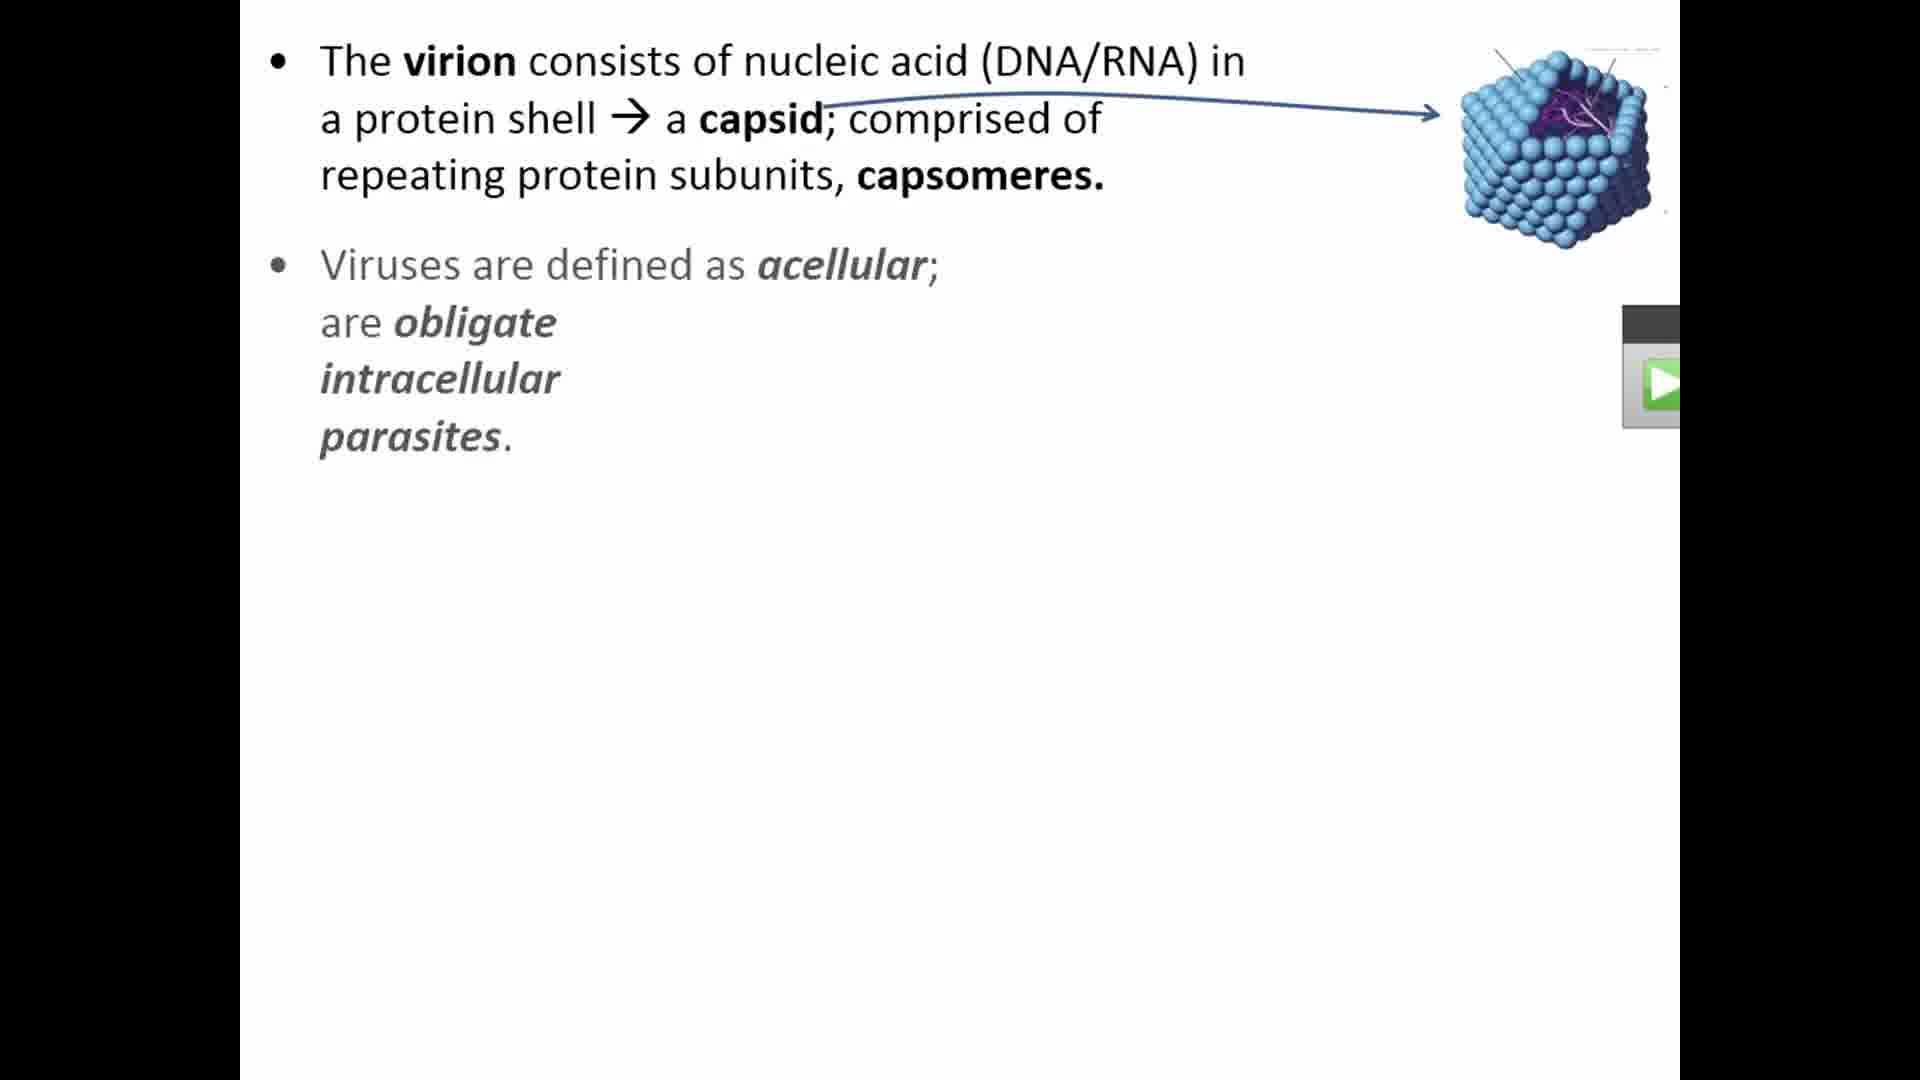 • The virion consists of nucleic acid (DNA/RNA) in
a protein shell → a capsid; comprised of
repeating protein subunits, capsomeres.
• Viruses are defined as acellular;
are obligate
intracellular
parasites.